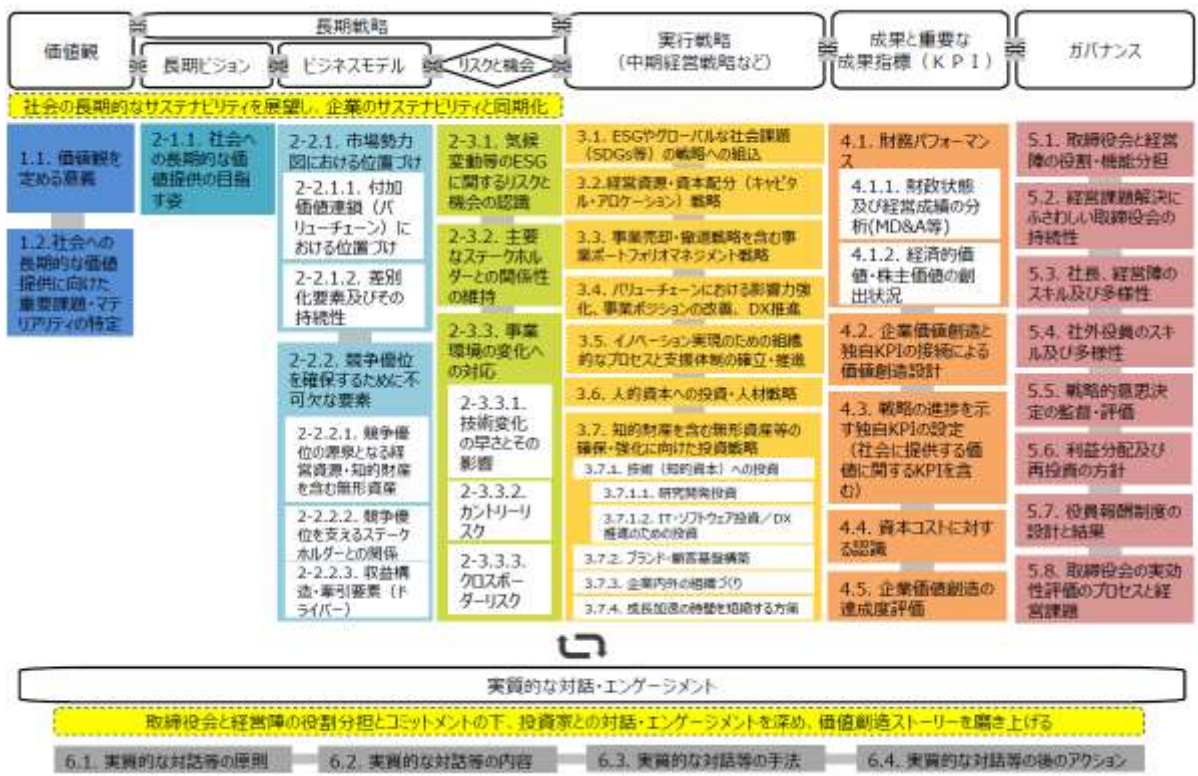 価値観
長期戦略
長期ビジョン
ビジネスモデル
リスクと機会
実行戦略
（中期経営戦略など）
成果と重要な
成果指標（KPI）
ガバナンス
社会の長期的なサステナビリティを展望し、企業のサステナビリティと同期化
1.1. 価値観を
定める意義
1.2.社会への
長期的な価値
提供に向けた
重要課題・マテ
リアリティの特定
2-1.1. 社会へ
の長期的な価
値提供の目指
す姿
2-2.1. 市場勢力
図における位置づけ
2-2.1.1. 付加
価値連鎖（バ
リューチェーン）に
おける位置づけ
2-2.1.2. 差別
化要素及びその
持続性
2-2.2. 競争優位
を確保するために不
可欠な要素
2-2.2.1. 競争優
位の源泉となる経
営資源・知的財産
を含む無形資産
2-2.2.2. 競争優
位を支えるステーク
ホルダーとの関係
2-2.2.3. 収益構
造・牽引要素（ド
ライバー）
2-3.1. 気候
変動等のESG
に関するリスクと
機会の認識
2-3.2. 主要
なステークホル
ダーとの関係性
の維持
2-3.3. 事業
環境の変化へ
の対応
2-3.3.1.
技術変化
の早さとその
影響
2-3.3.2.
カントリーリ
スク
2-3.3.3.
クロスボー
ダーリスク
3.1. ESGやグローバルな社会課題
（SDGs等）の戦略への組込
3.2.経営資源・資本配分（キャピタ
ル・アロケーション）戦略
3.3. 事業売却・撤退戦略を含む事
業ポートフォリオマネジメント戦略
3.4. バリューチェーンにおける影響力強
化、事業ポジションの改善、DX推進
3.5. イノベーション実現のための組織
的なプロセスと支援体制の確立・推進
3.6. 人的資本への投資・人材戦略
3.7. 知的財産を含む無形資産等の
確保・強化に向けた投資戦略
3.7.1. 技術（知的資本）への投資
3.7.1.1. 研究開発投資
3.7.1.2. IT・ソフトウェア投資／DX
推進のための投資
3.7.2. ブランド・顧客基盤構築
3.7.3. 企業内外の組織づくり
3.7.4. 成長加速の時間を短縮する方策
4.1. 財務パフォーマン
ス
4.1.1. 財政状態
及び経営成績の分
析(MD&A等)
4.1.2. 経済的価
値・株主価値の創
出状況
4.2. 企業価値創造と
独自KPIの接続による
価値創造設計
4.3. 戦略の進捗を示
す独自KPIの設定
（社会に提供する価
値に関するKPIを含
む）
4.4. 資本コストに対す
る認識
4.5. 企業価値創造の
達成度評価
5.1. 取締役会と経営
陣の役割・機能分担
5.2. 経営課題解決に
ふさわしい取締役会の
持続性
5.3. 社長、経営陣の
スキル及び多様性
5.4. 社外役員のスキ
ル及び多様性
5.5. 戦略的意思決
定の監督・評価
5.6. 利益分配及び
再投資の方針
5.7. 役員報酬制度の
設計と結果
5.8. 取締役会の実効
性評価のプロセスと経
営課題
実質的な対話・エンゲージメント
取締役会と経営陣の役割分担とコミットメントの下、投資家との対話・エンゲージメントを深め、価値創造ストーリーを磨き上げる
6.1. 実質的な対話等の原則
6.2. 実質的な対話等の内容
6.3. 実質的な対話等の手法
6.4. 実質的な対話等の後のアクション